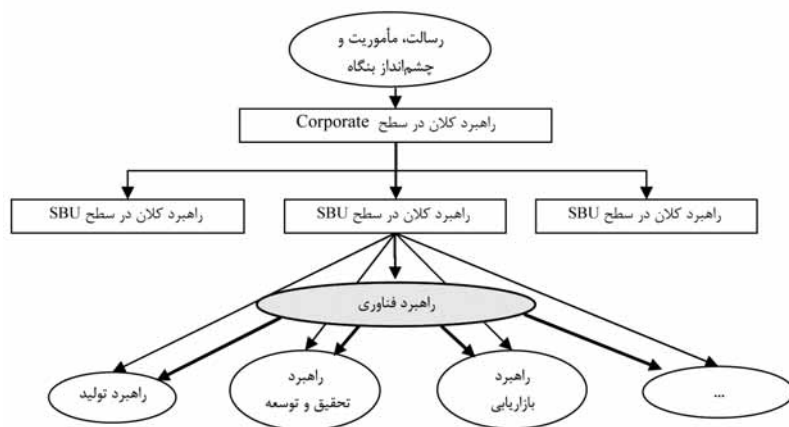 رسالت، مأموریت و
چشم‌انداز بنگاه
راهبرد کلان در سطح Corporate
راهبرد کلان در سطح SBU
راهبرد کلان در سطح SBU
راهبرد کلان در سطح SBU
راهبرد فناوری
...
راهبرد
بازاریابی
راهبرد
تحقیق و توسعه
راهبرد تولید